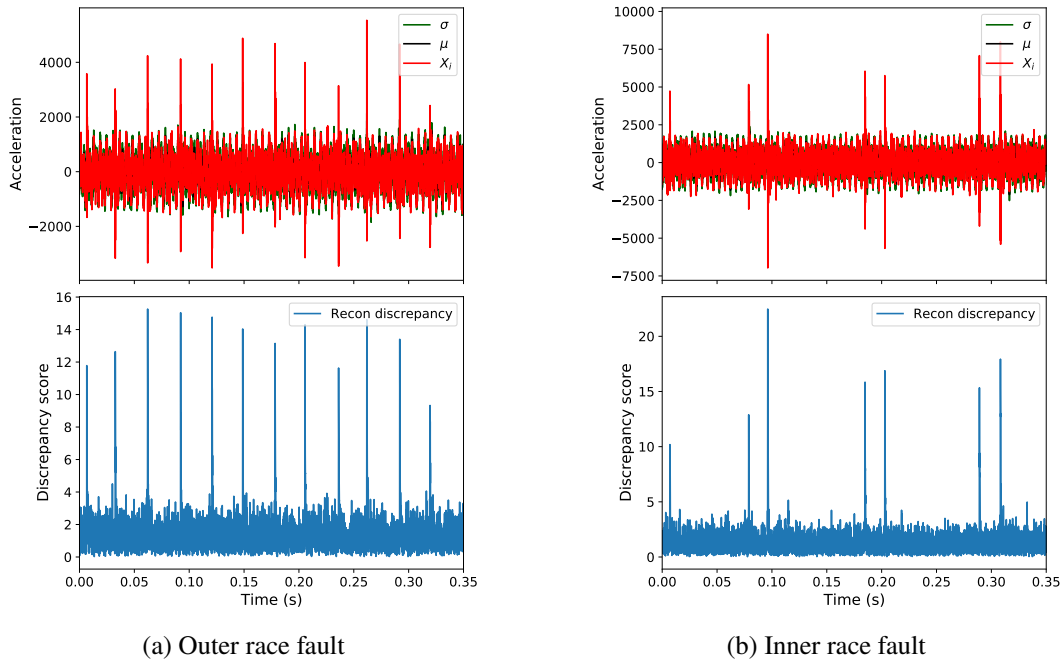 σ
μ
X_i
4000
2000
0
−2000
Acceleration
16
14
12
10
8
6
4
2
0
Discrepancy score
Recon discrepancy
0.00 0.05 0.10 0.15 0.20 0.25 0.30 0.35
Time (s)
(a) Outer race fault
10000
7500
5000
2500
0
−2500
−5000
−7500
Acceleration
σ
μ
X_i
20
15
10
5
0
Discrepancy score
Recon discrepancy
0.00 0.05 0.10 0.15 0.20 0.25 0.30 0.35
Time (s)
(b) Inner race fault